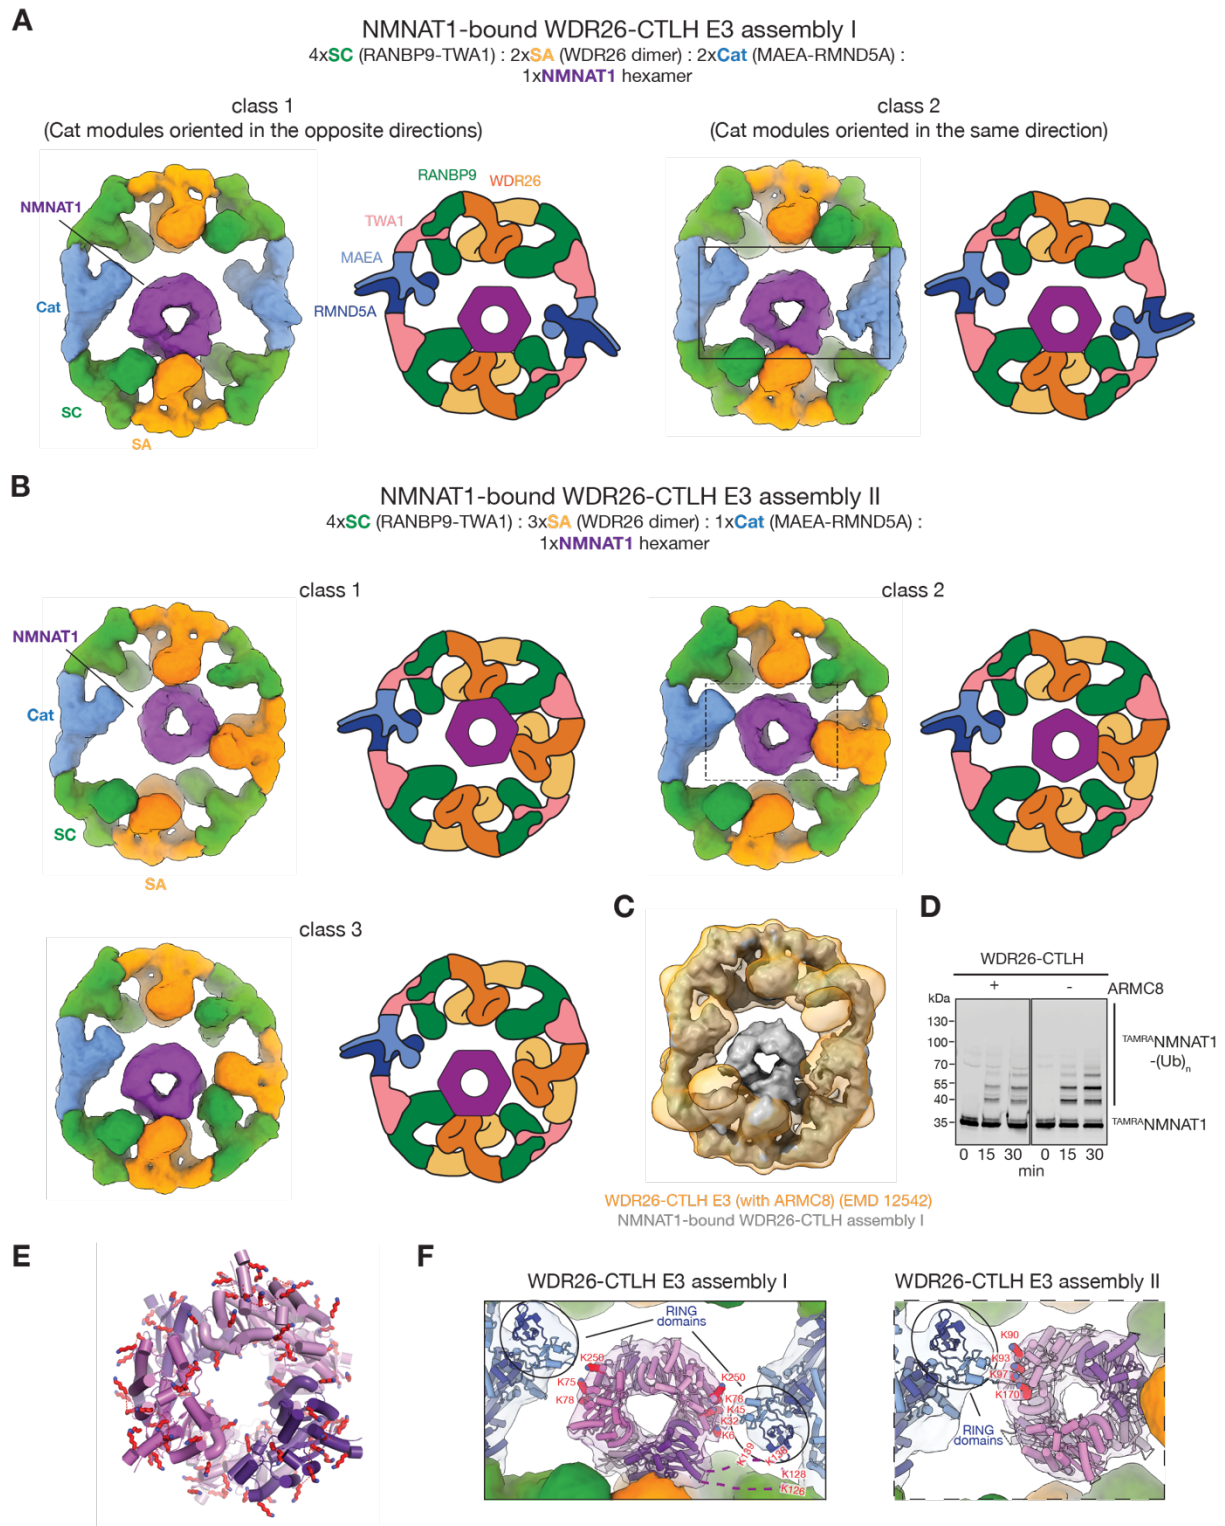 A
NMNAT1-bound WDR26-CTLH E3 assembly I
4xSC (RANBP9-TWA1) : 2xSA (WDR26 dimer) : 2xCat (MAEA-RMND5A) :
1xNMNAT1 hexamer
class 1
(Cat modules oriented in the opposite directions)
class 2
(Cat modules oriented in the same direction)
NMNAT1
RANBP9
WDR26
TWA1
MAEA
Cat
RMND5A
SC
SA
B
NMNAT1-bound WDR26-CTLH E3 assembly II
4xSC (RANBP9-TWA1) : 3xSA (WDR26 dimer) : 1xCat (MAEA-RMND5A) :
1xNMNAT1 hexamer
class 1
class 2
NMNAT1
Cat
SC
SA
class 3
C
WDR26-CTLH E3 (with ARMC8) (EMD 12542)
NMNAT1-bound WDR26-CTLH assembly I
D
WDR26-CTLH
+ - ARMC8
kDa
130
100
70
55
40
35
TAMRANMNAT1
-(Ub)n
TAMRANMNAT1
0 15 30 0 15 30
min
E
F
WDR26-CTLH E3 assembly I
RING
domains
K250
K75
K78
K250
K76
K45
K32
K6
K139
K138
K128
K126
WDR26-CTLH E3 assembly II
K90
K93
K97
K170
RING
domains